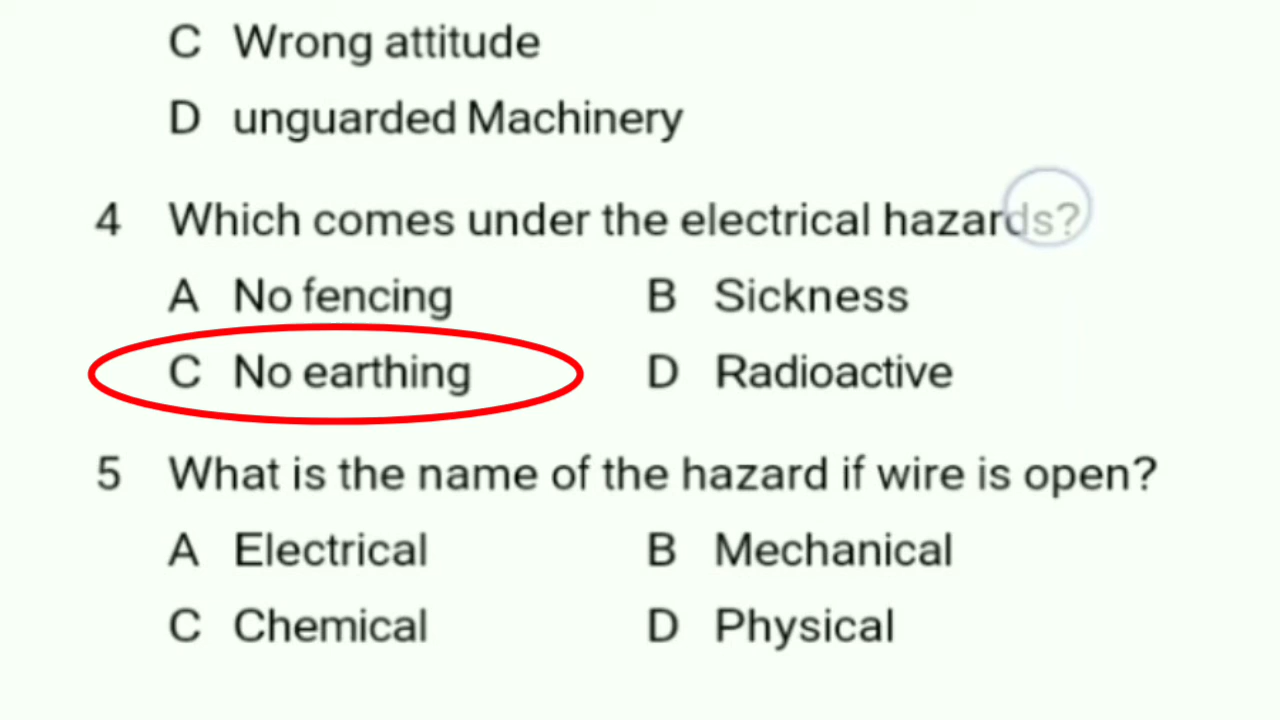 C Wrong attitude
D unguarded Machinery
4 Which comes under the electrical hazards?
A No fencing B Sickness
C No earthing D Radioactive
5 What is the name of the hazard if wire is open?
A Electrical B Mechanical
C Chemical D Physical